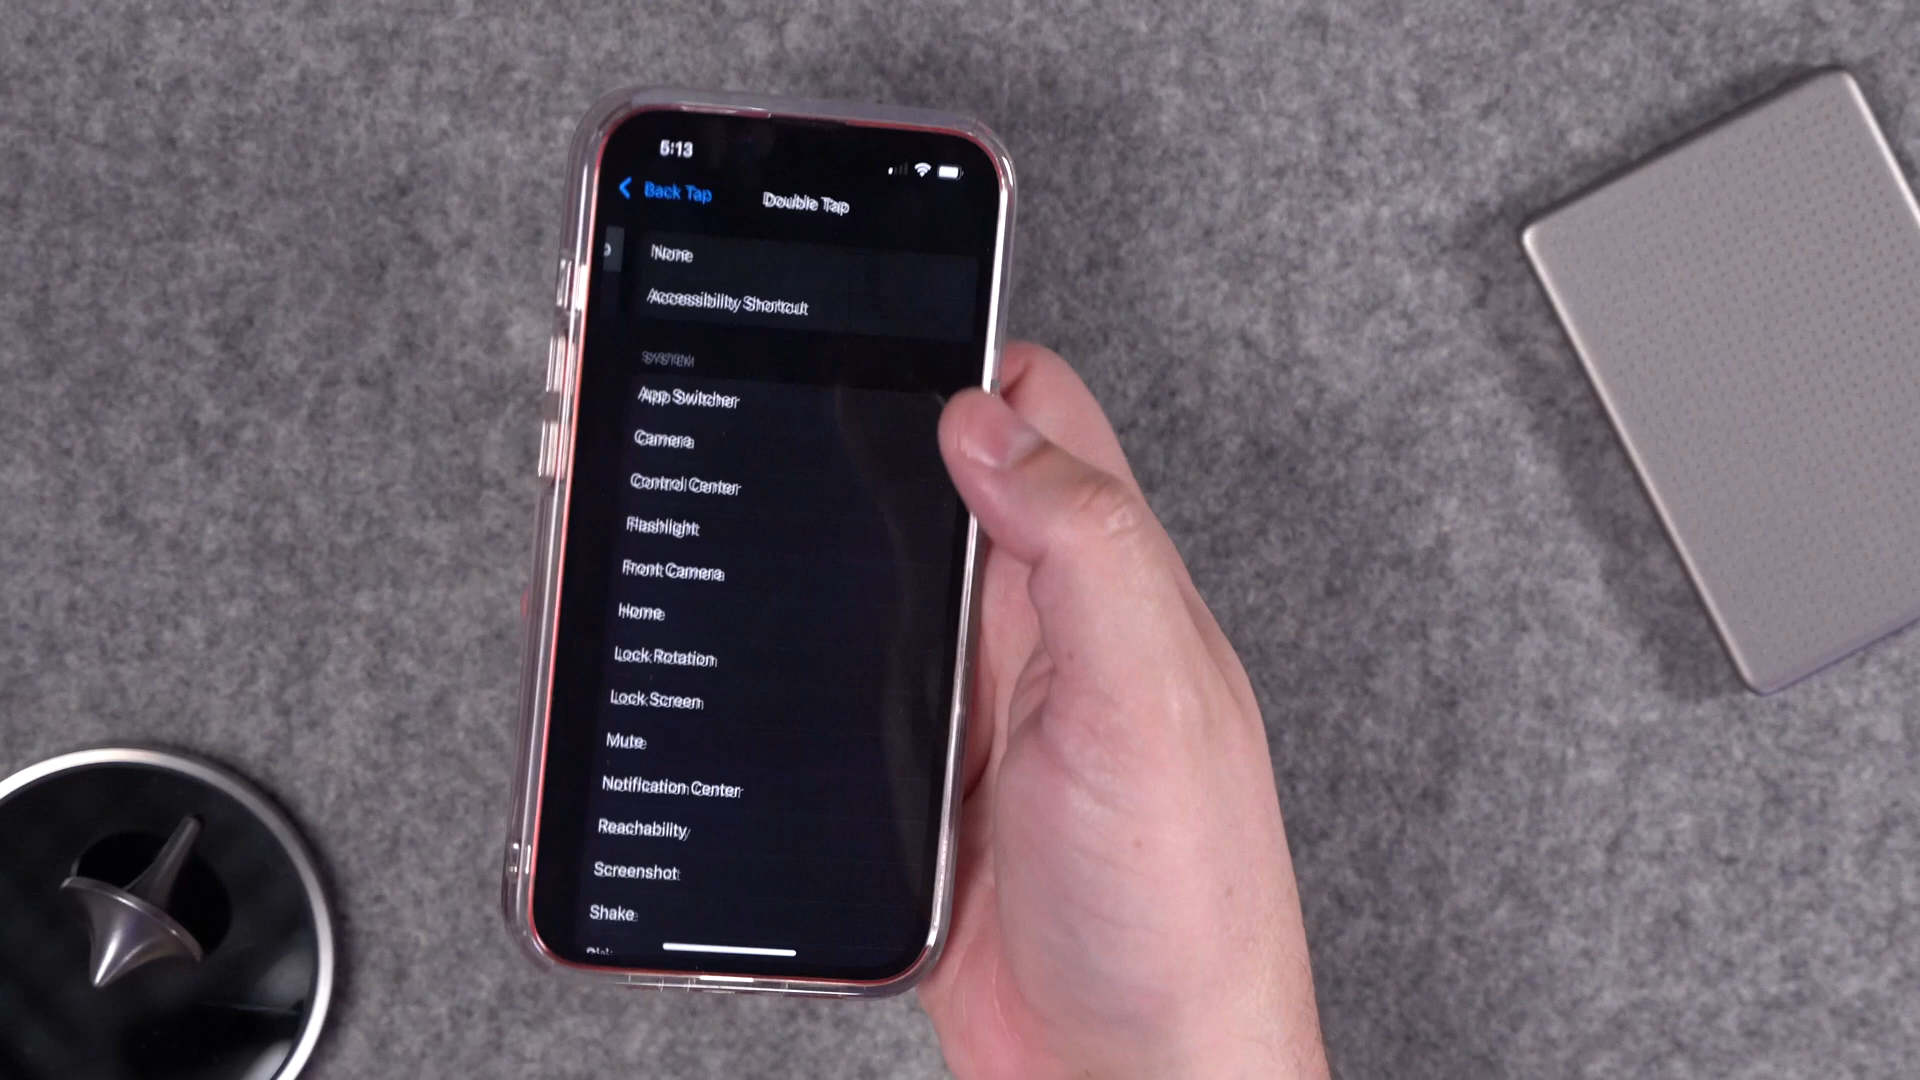 5:13
Back Tap
Double Tap
None
Accessibility Shortcut
SYSTEM
App Switcher
Camera
Control Center
Flashlight
Front Camera
Home
Lock Rotation
Lock Screen
Mute
Notification Center
Reachability
Screenshot
Shake